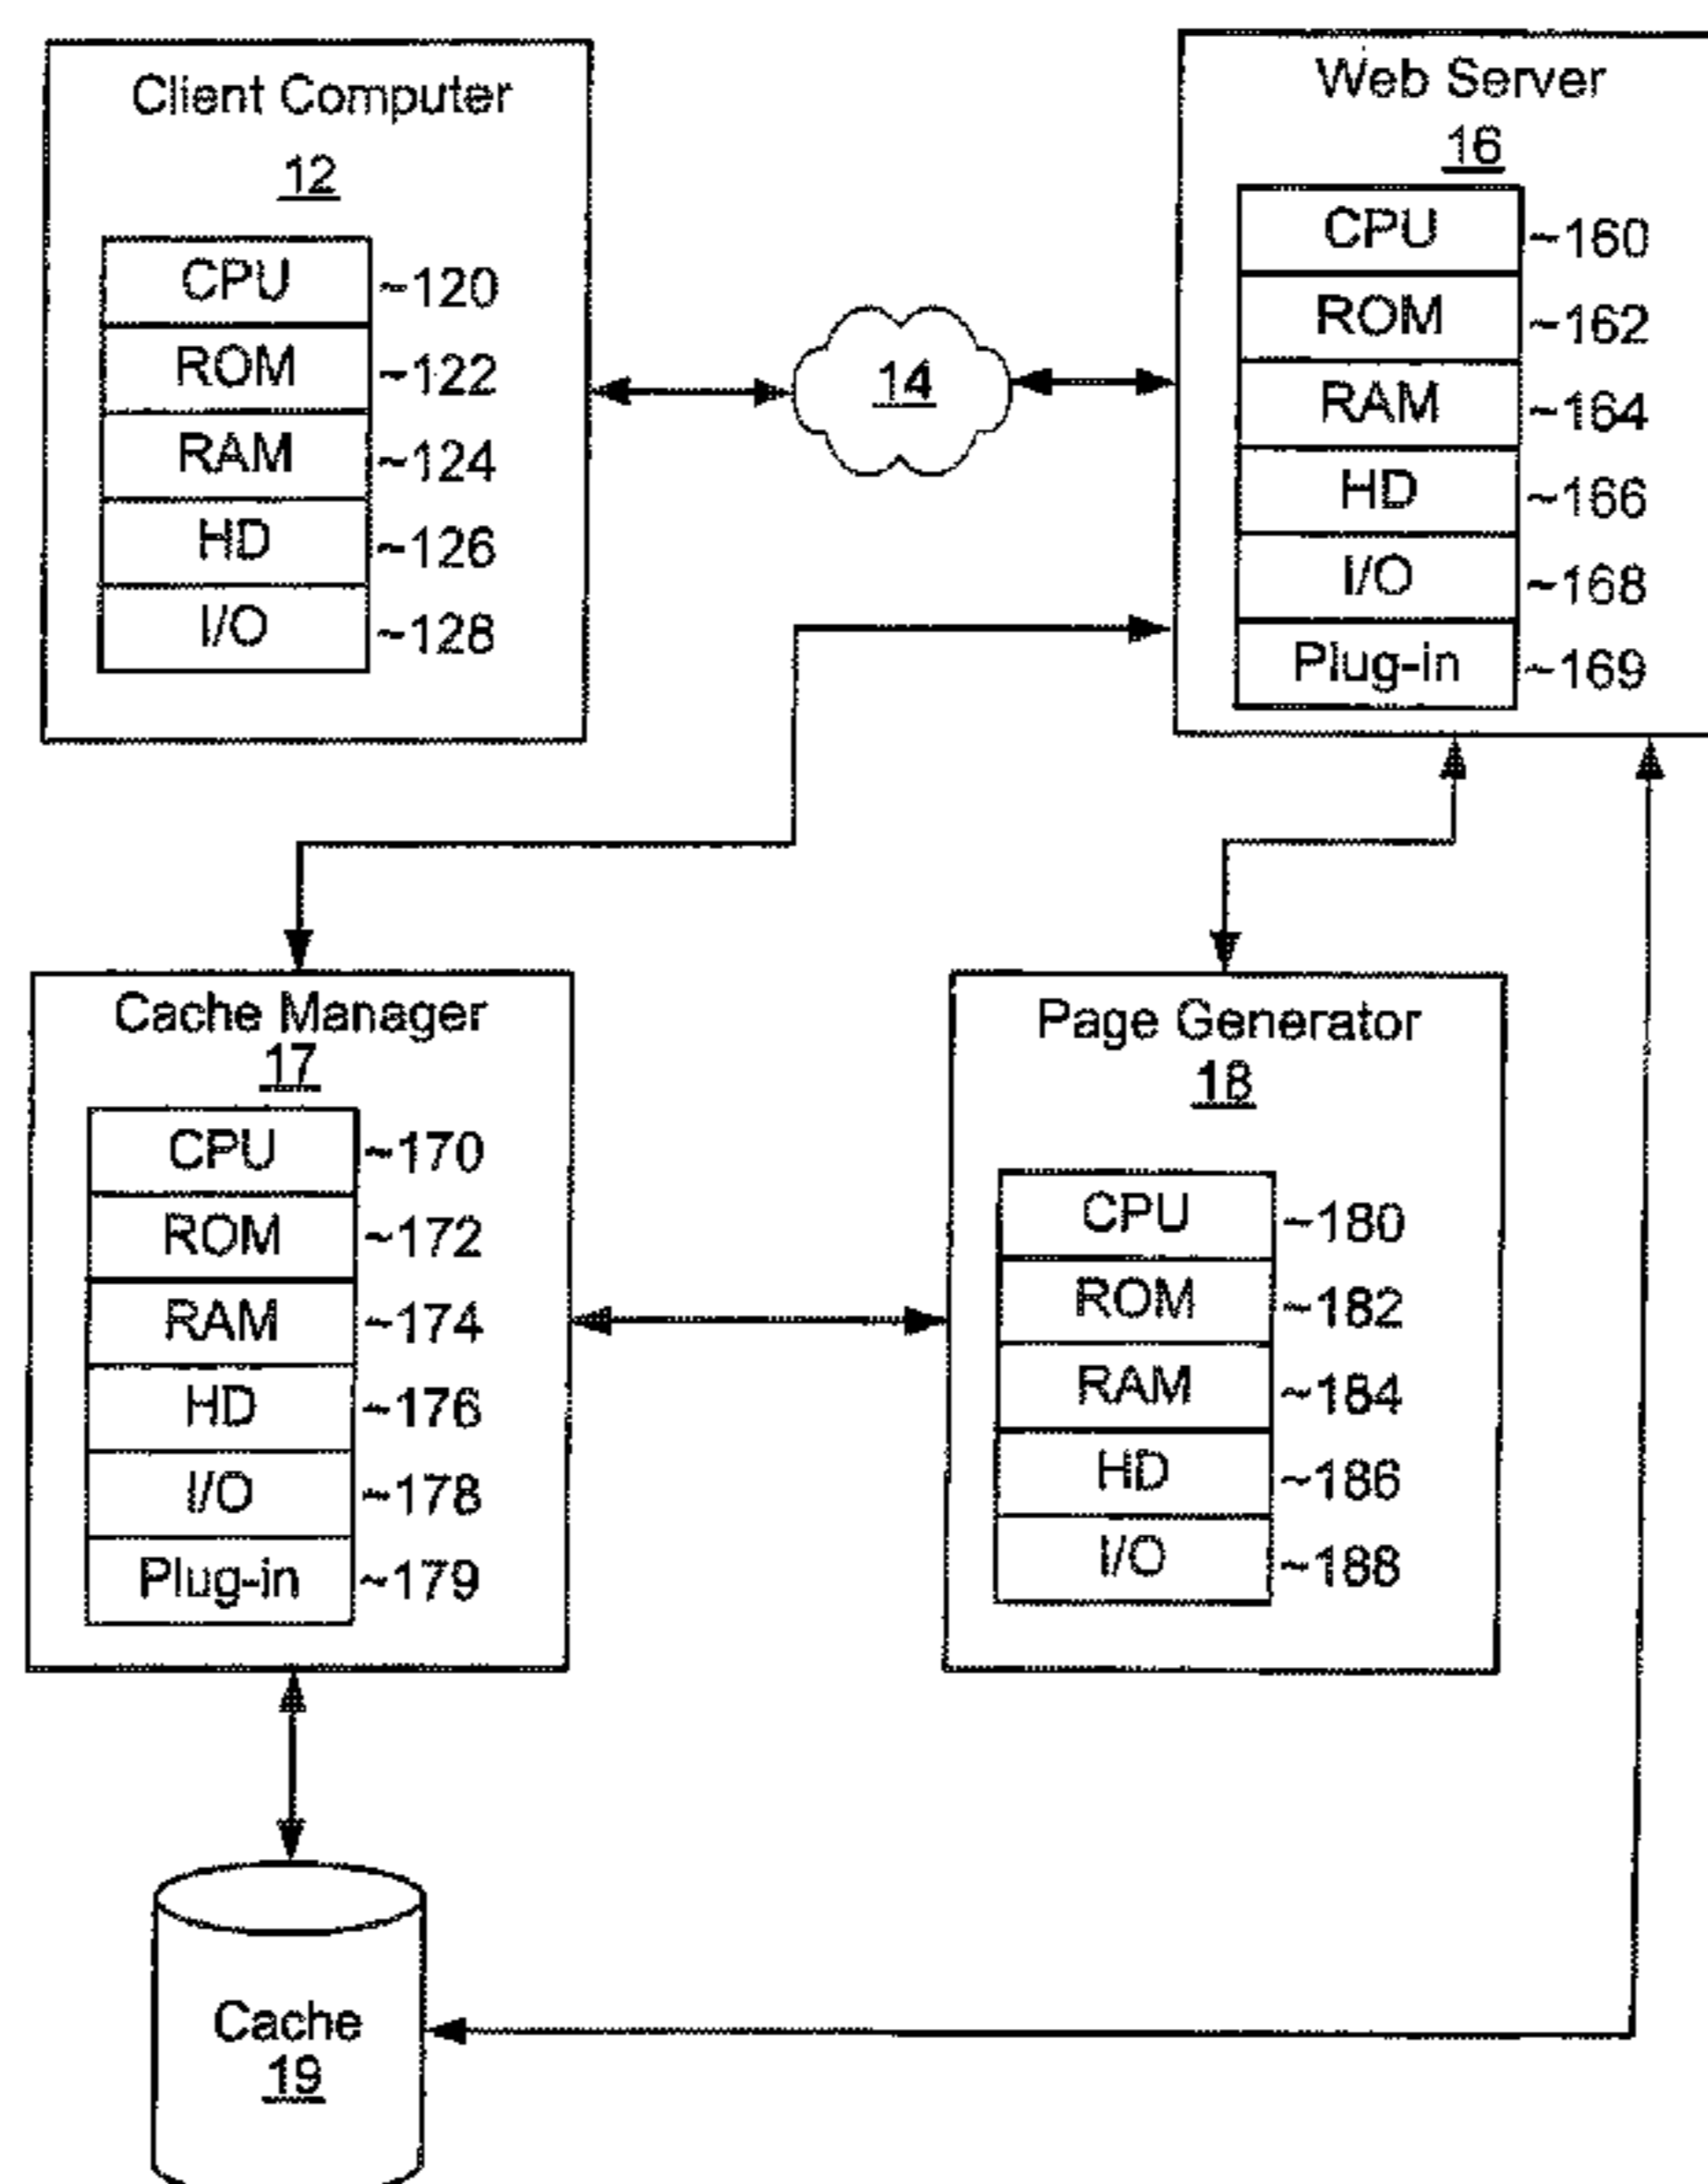 Client Computer
12
CPU ~120
ROM ~122
RAM ~124
HD ~126
I/O ~128
14
Web Server
16
CPU ~160
ROM ~162
RAM ~164
HD ~166
I/O ~168
Plug-in ~169
Cache Manager
17
CPU ~170
ROM ~172
RAM ~174
HD ~176
I/O ~178
Plug-in ~179
Page Generator
18
CPU ~180
ROM ~182
RAM ~184
HD ~186
I/O ~188
Cache
19